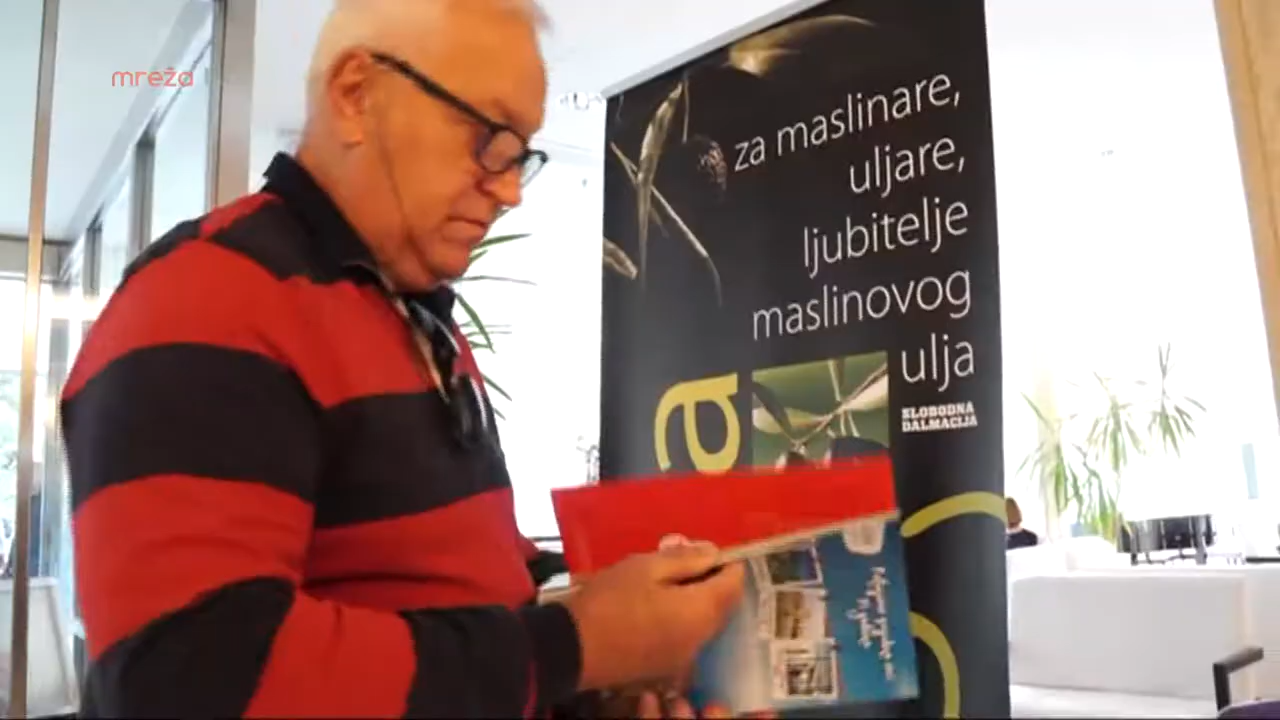 mreža
za maslinare,
uljare,
ljubitelje
maslinovog
ulja
SLOBODNA
DALMACIJA
a